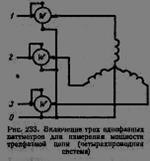 1
W
2
W
3
W
0
Рис. 233. Включение трех однофазных
ваттметров для измерения мощности
трехфазной цепи (четырехпроводная
система)